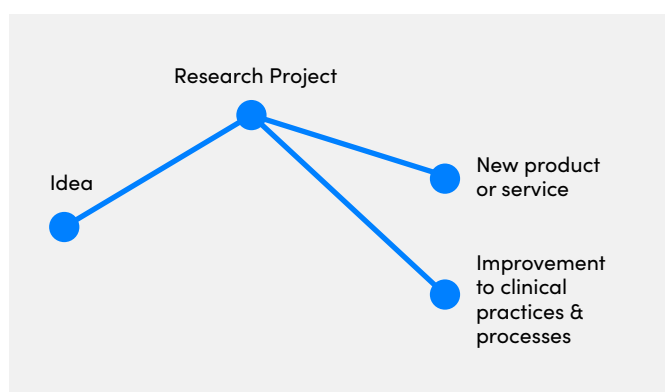 Research Project
Idea
New product
or service
Improvement
to clinical
practices &
processes